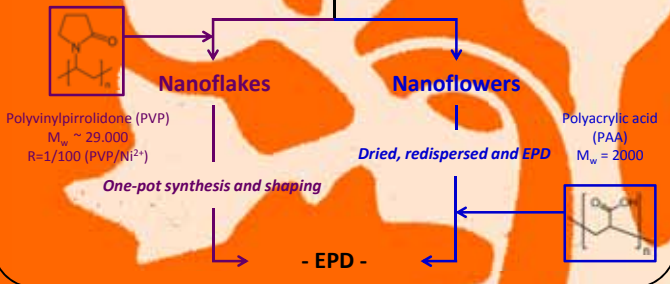 N
O
n
Nanoflakes
Nanoflowers
Polyvinylpirrolidone (PVP)
Mw ~ 29.000
R=1/100 (PVP/Ni2+)
Polyacrylic acid
(PAA)
Mw = 2000
Dried, redispersed and EPD
One-pot synthesis and shaping
O
OH
n
- EPD -